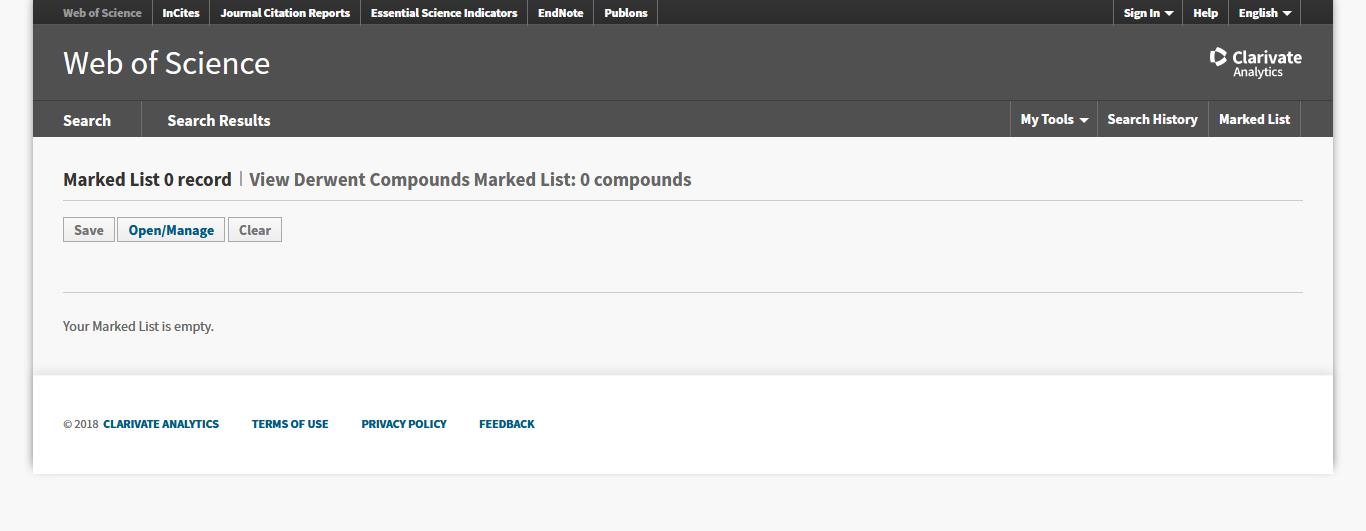 Web of Science InCites Journal Citation Reports Essential Science Indicators EndNote Publons Sign In Help English
Web of Science Clarivate
Analytics
Search Search Results My Tools Search History Marked List
Marked List 0 record | View Derwent Compounds Marked List: 0 compounds
Save Open/Manage Clear
Your Marked List is empty.
© 2018 CLARIVATE ANALYTICS TERMS OF USE PRIVACY POLICY FEEDBACK